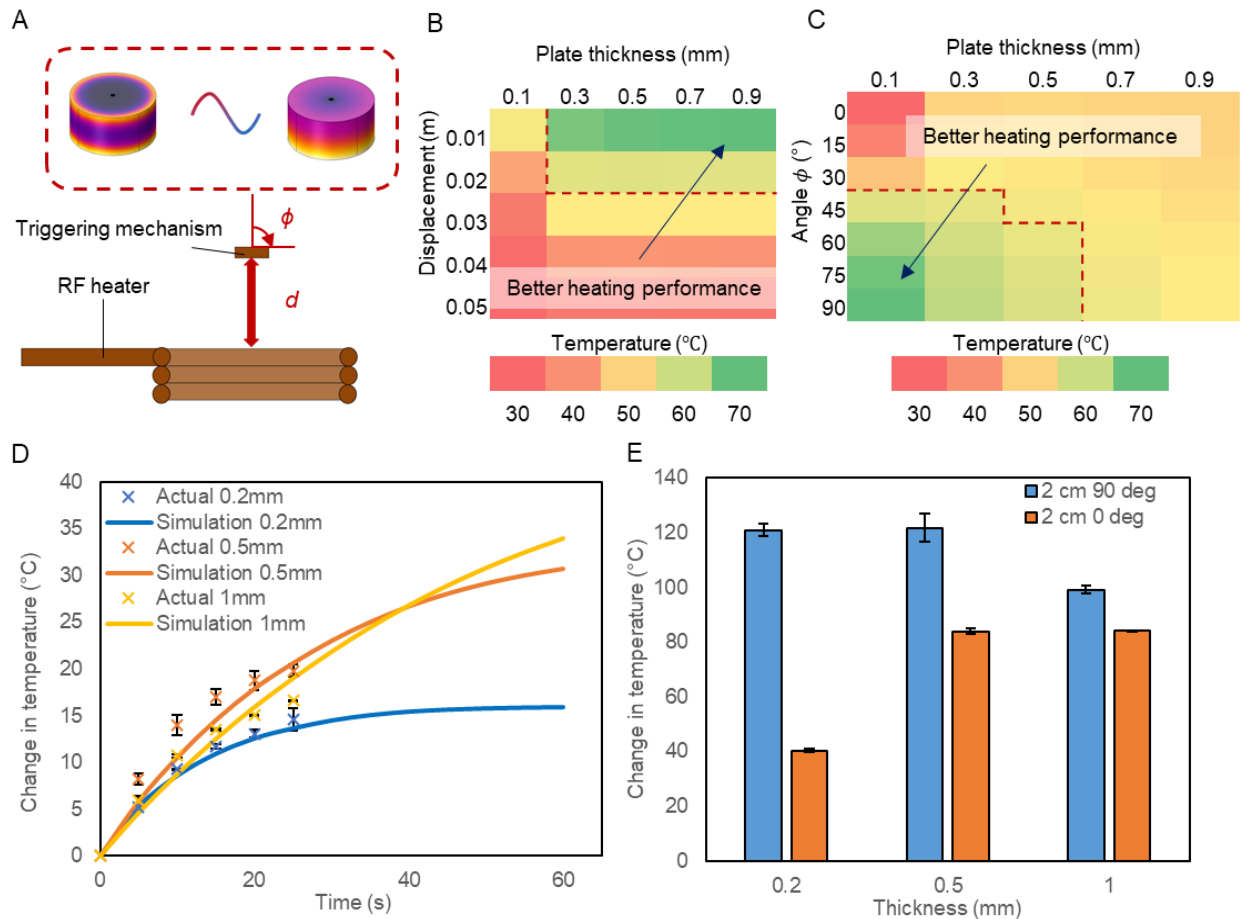 A
Triggering mechanism
ϕ
RF heater
d
B
Plate thickness (mm)
0.1 0.3 0.5 0.7 0.9
Displacement (m)
0.01
0.02
0.03
0.04
0.05
Better heating performance
Temperature (℃)
30 40 50 60 70
C
Plate thickness (mm)
0.1 0.3 0.5 0.7 0.9
Angle ϕ (°)
0
15
30
45
60
75
90
Better heating performance
Temperature (℃)
30 40 50 60 70
D
Change in temperature (°C)
40
35
30
25
20
15
10
5
0
Actual 0.2mm
Simulation 0.2mm
Actual 0.5mm
Simulation 0.5mm
Actual 1mm
Simulation 1mm
0 20 40 60
Time (s)
E
Change in temperature (°C)
140
120
100
80
60
40
20
0
2 cm 90 deg
2 cm 0 deg
0.2 0.5 1
Thickness (mm)